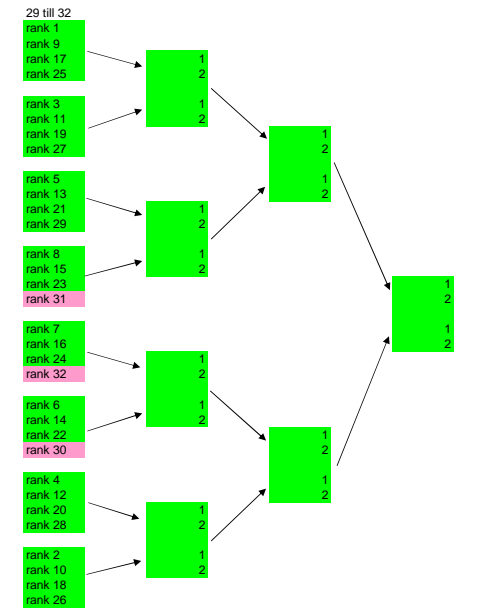 29 till 32
rank 1
rank 9
rank 17
rank 25
rank 3
rank 11
rank 19
rank 27
rank 5
rank 13
rank 21
rank 29
rank 8
rank 15
rank 23
rank 31
rank 7
rank 16
rank 24
rank 32
rank 6
rank 14
rank 22
rank 30
rank 4
rank 12
rank 20
rank 28
rank 2
rank 10
rank 18
rank 26
1
2
1
2
1
2
1
2
1
2
1
2
1
2
1
2
1
2
1
2
1
2
1
2
1
2
1
2